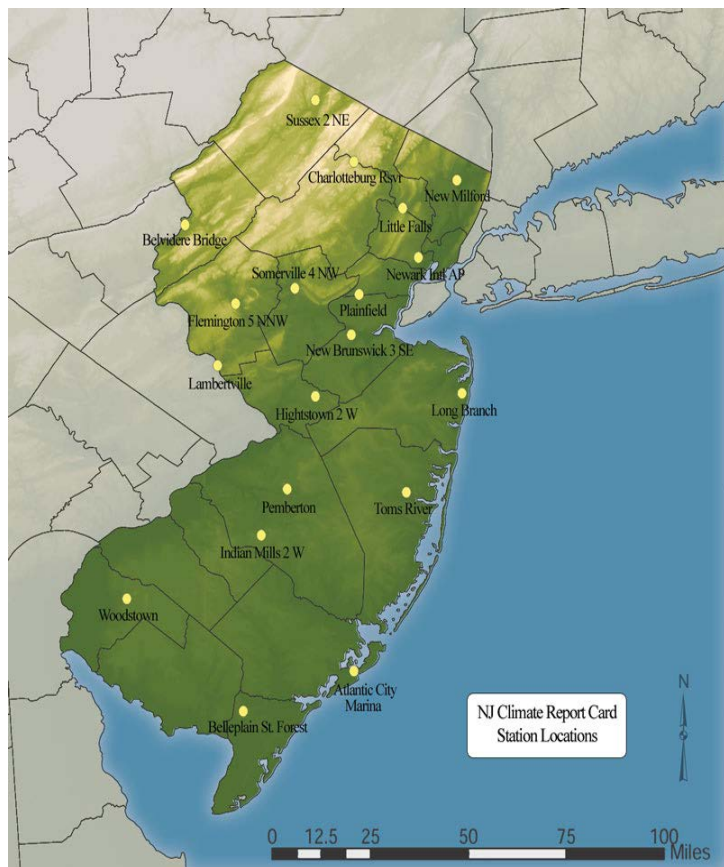 Sussex 2 NE
Charlotteburg Rsvr
New Milford
Little Falls
Belvidere Bridge
Newark Intl AP
Somerville 4 NW
Plainfield
Flemington 5 NNW
New Brunswick 3 SE
Lambertville
Hightstown 2 W
Long Branch
Pemberton
Toms River
Indian Mills 2 W
Woodstown
Atlantic City
Marina
Belleplain St. Forest
NJ Climate Report Card
Station Locations
N
0 12.5 25 50 75 100
Miles